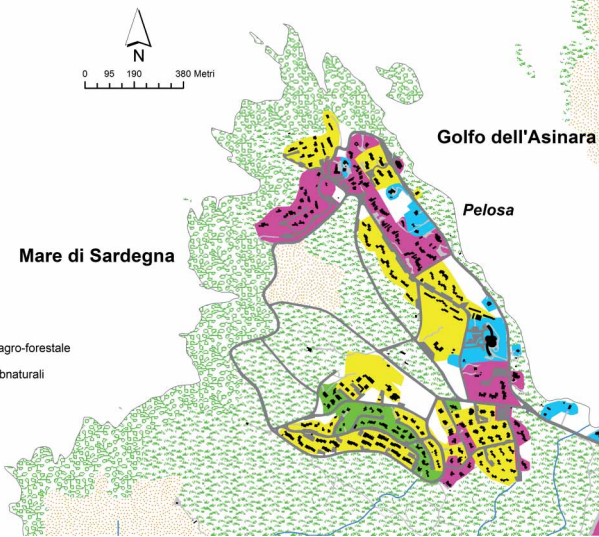 N
0 95 190 380 Metri
Golfo dell'Asinara
Pelosa
Mare di Sardegna
agro-forestale
bnaturali